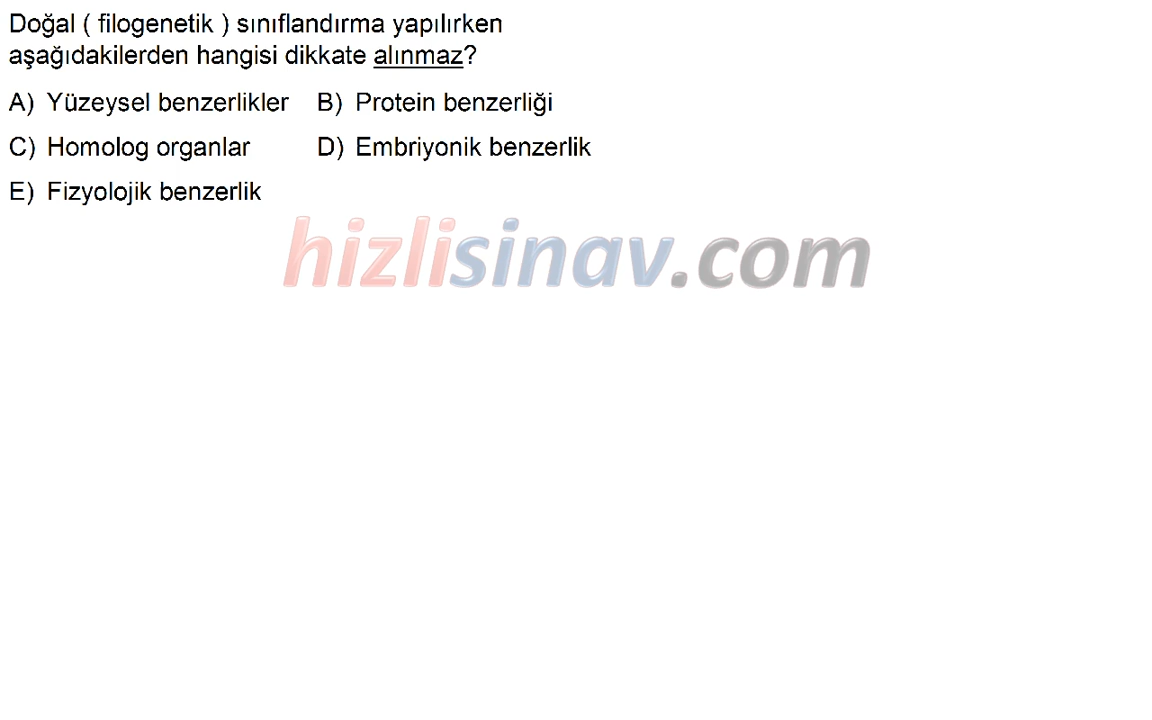 Doğal ( filogenetik ) sınıflandırma yapılırken
aşağıdakilerden hangisi dikkate alınmaz?
A) Yüzeysel benzerlikler B) Protein benzerliği
C) Homolog organlar D) Embriyonik benzerlik
E) Fizyolojik benzerlik
hizlisinav.com